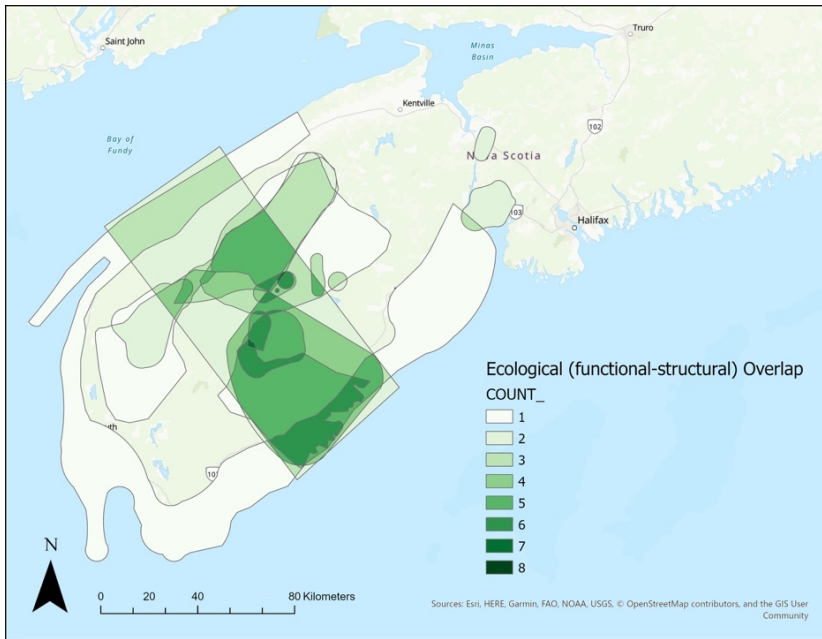 Saint John
Truro
Minas
Basin
Kentville
Bay of
Fundy
102
Nova Scotia
103
Halifax
Ecological (functional-structural) Overlap
COUNT_
1
2
3
4
5
6
7
8
N
0 20 40 80 Kilometers
Sources: Esri, HERE, Garmin, FAO, NOAA, USGS, © OpenStreetMap contributors, and the GIS User
Community